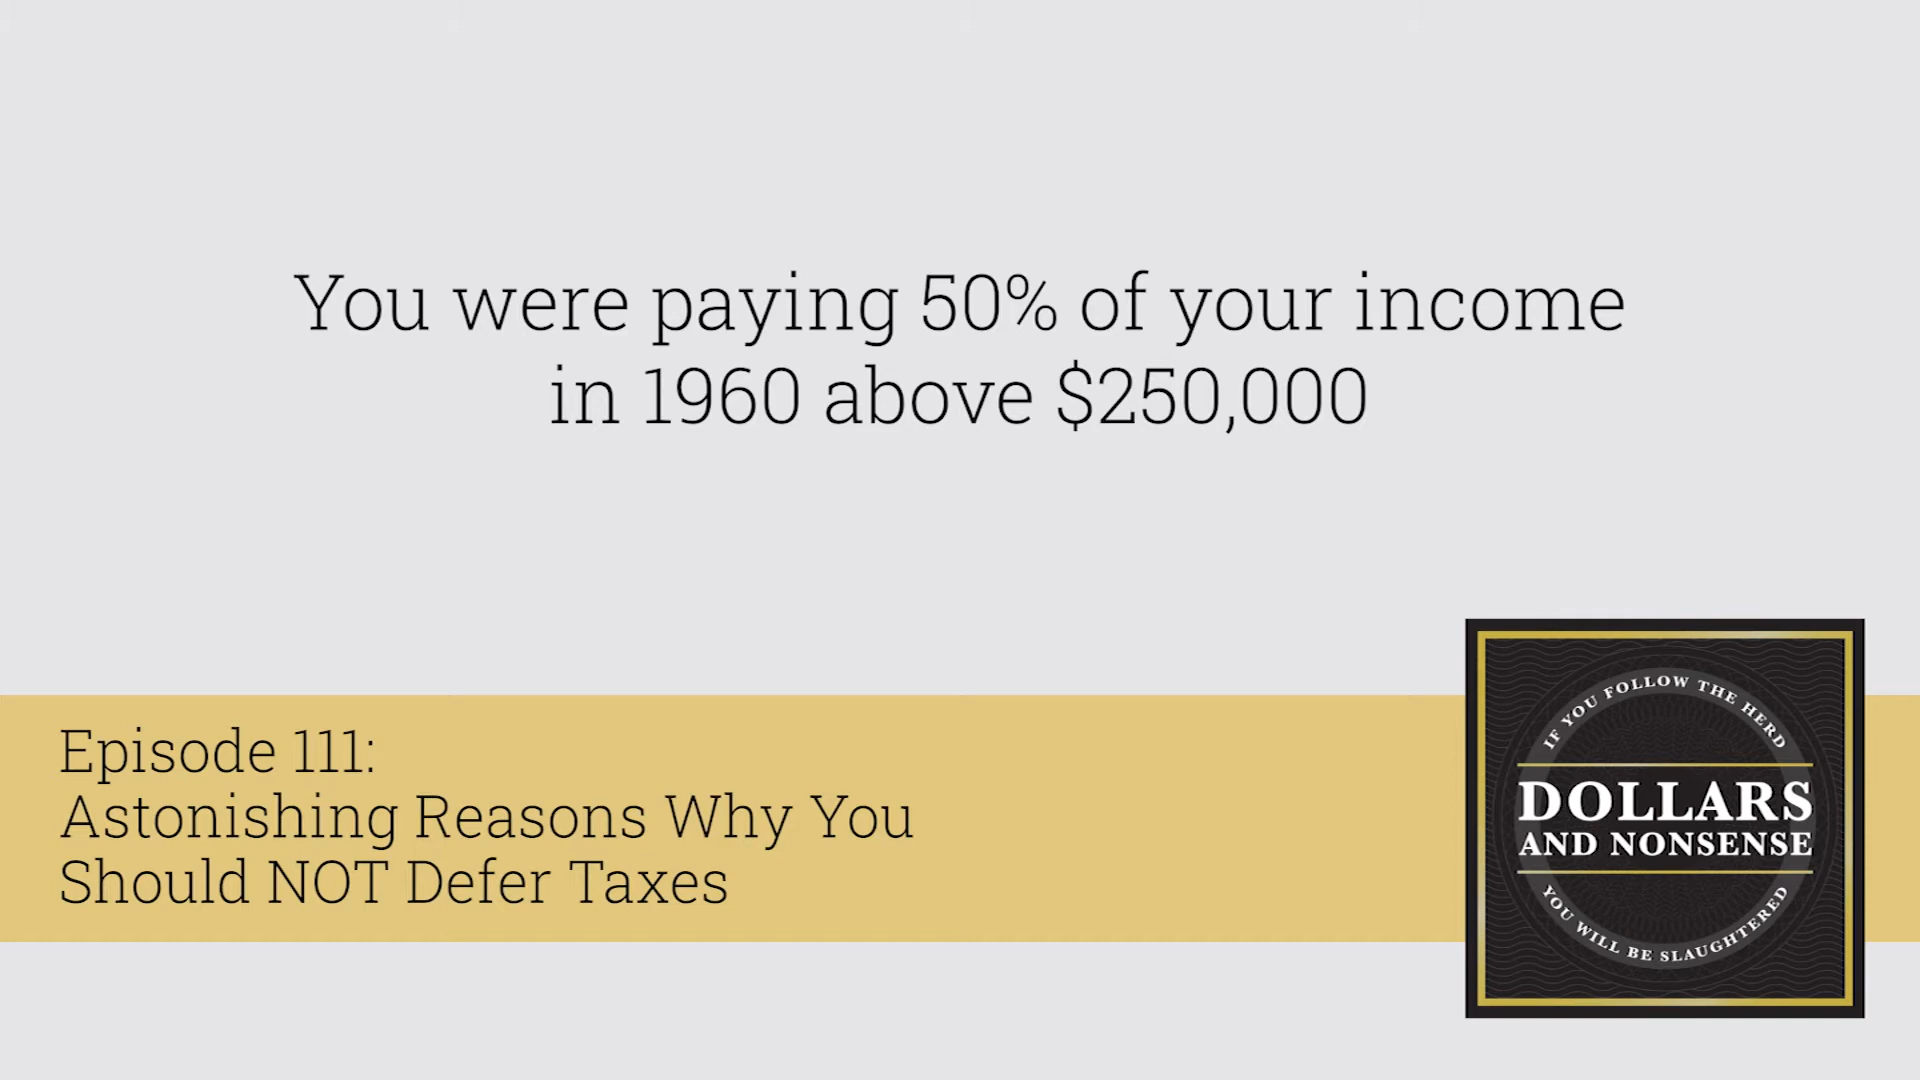 You were paying 50% of your income
in 1960 above $250,000
Episode 111:
Astonishing Reasons Why You
Should NOT Defer Taxes
IF YOU FOLLOW THE HERD
DOLLARS
AND NONSENSE
YOU WILL BE SLAUGHTERED